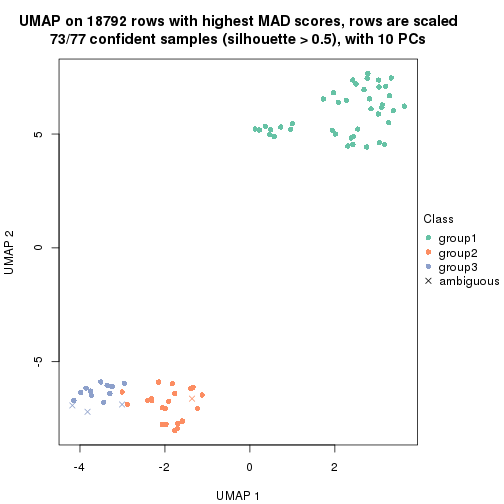 UMAP on 18792 rows with highest MAD scores, rows are scaled
73/77 confident samples (silhouette > 0.5), with 10 PCs
5
0
-5
UMAP 2
-4
-2
0
2
UMAP 1
Class
group1
group2
group3
ambiguous